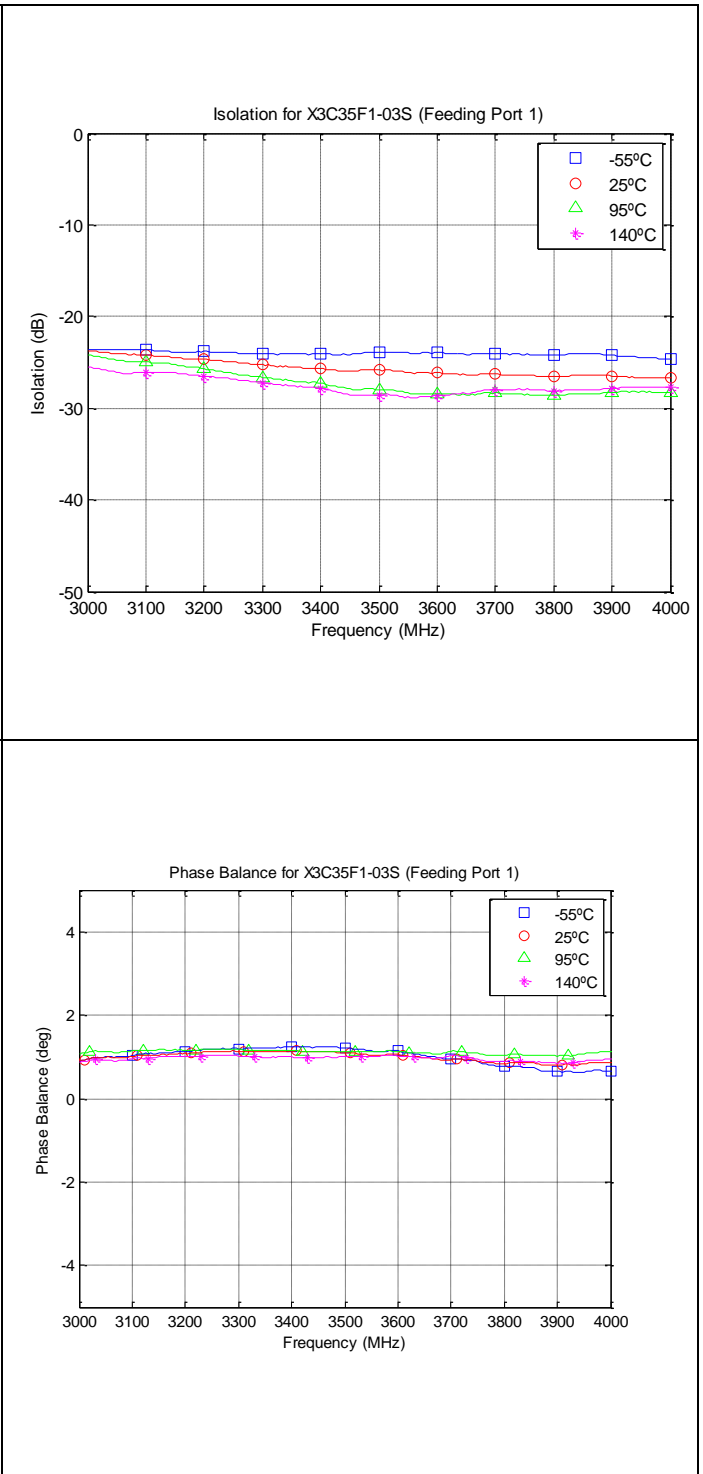 Isolation for X3C35F1-03S (Feeding Port 1)
0
-10
-20
-30
-40
-50
Isolation (dB)
-55ºC
25ºC
95ºC
140ºC
3000 3100 3200 3300 3400 3500 3600 3700 3800 3900 4000
Frequency (MHz)
Phase Balance for X3C35F1-03S (Feeding Port 1)
4
2
0
-2
-4
Phase Balance (deg)
-55ºC
25ºC
95ºC
140ºC
3000 3100 3200 3300 3400 3500 3600 3700 3800 3900 4000
Frequency (MHz)